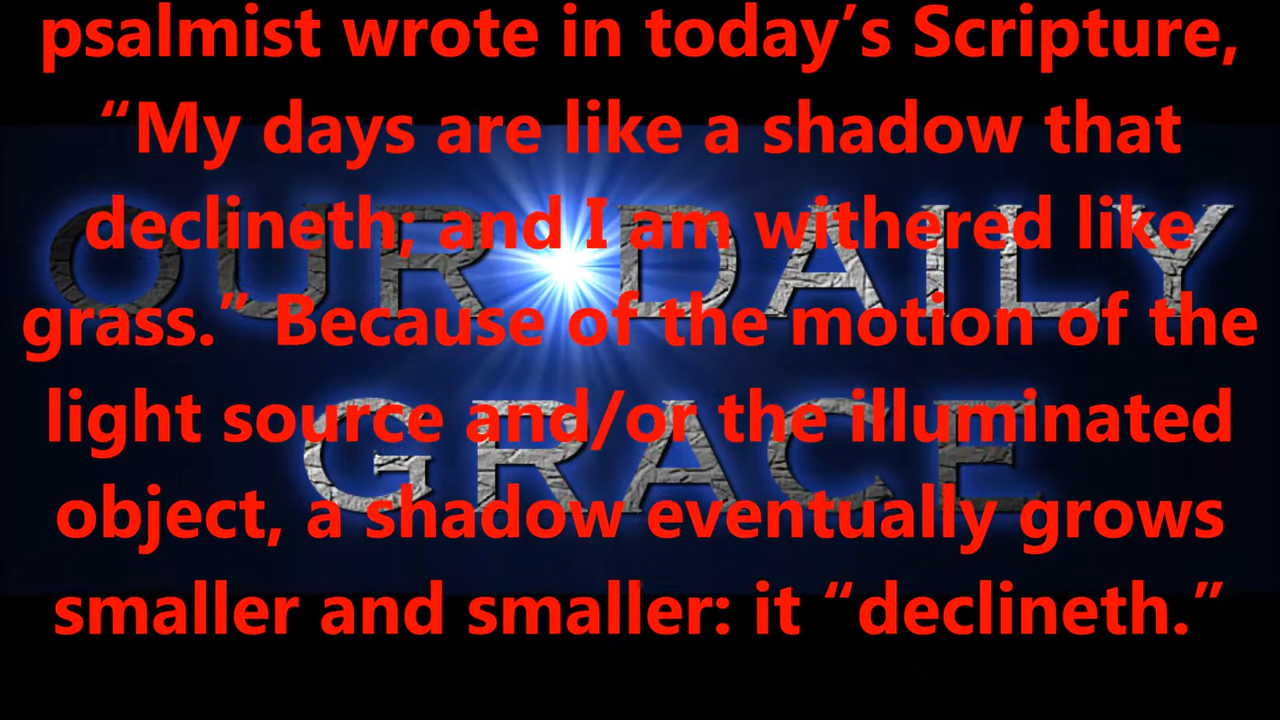 psalmist wrote in today’s Scripture,
“My days are like a shadow that
declineth; and I am withered like
grass.” Because of the motion of the
light source and/or the illuminated
object, a shadow eventually grows
smaller and smaller: it “declineth.”
OUR DAILY
GRACE